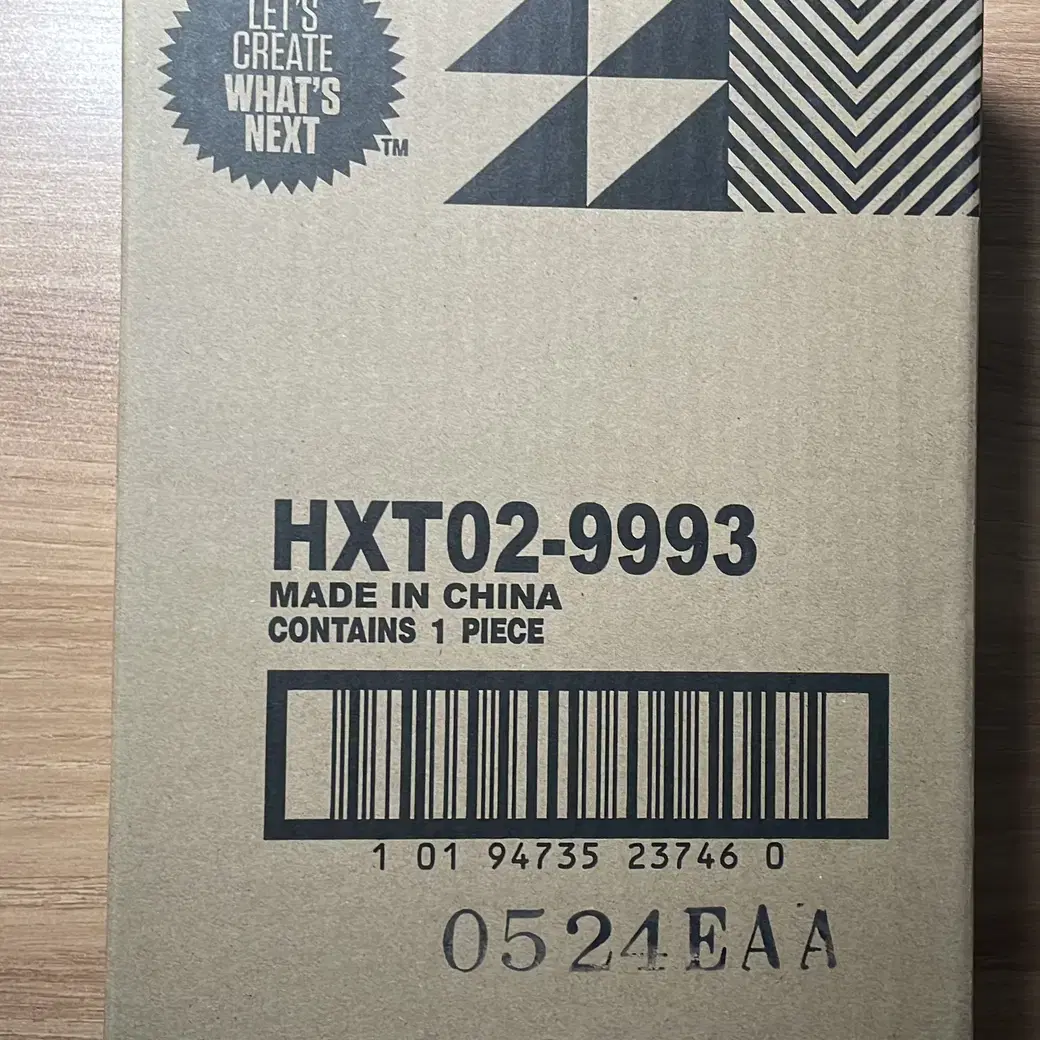 LET'S
CREATE
WHAT'S
NEXT
TM
HXT02-9993
MADE IN CHINA
CONTAINS 1 PIECE
1 01 94735 23746 0
0524EAA